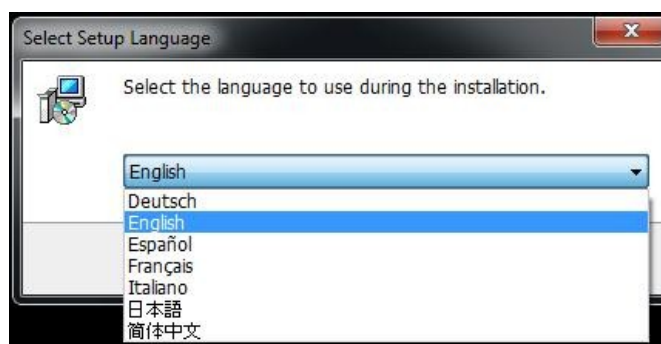 Select Setup Language
Select the language to use during the installation.
English
Deutsch
English
Español
Français
Italiano
日本語
简体中文